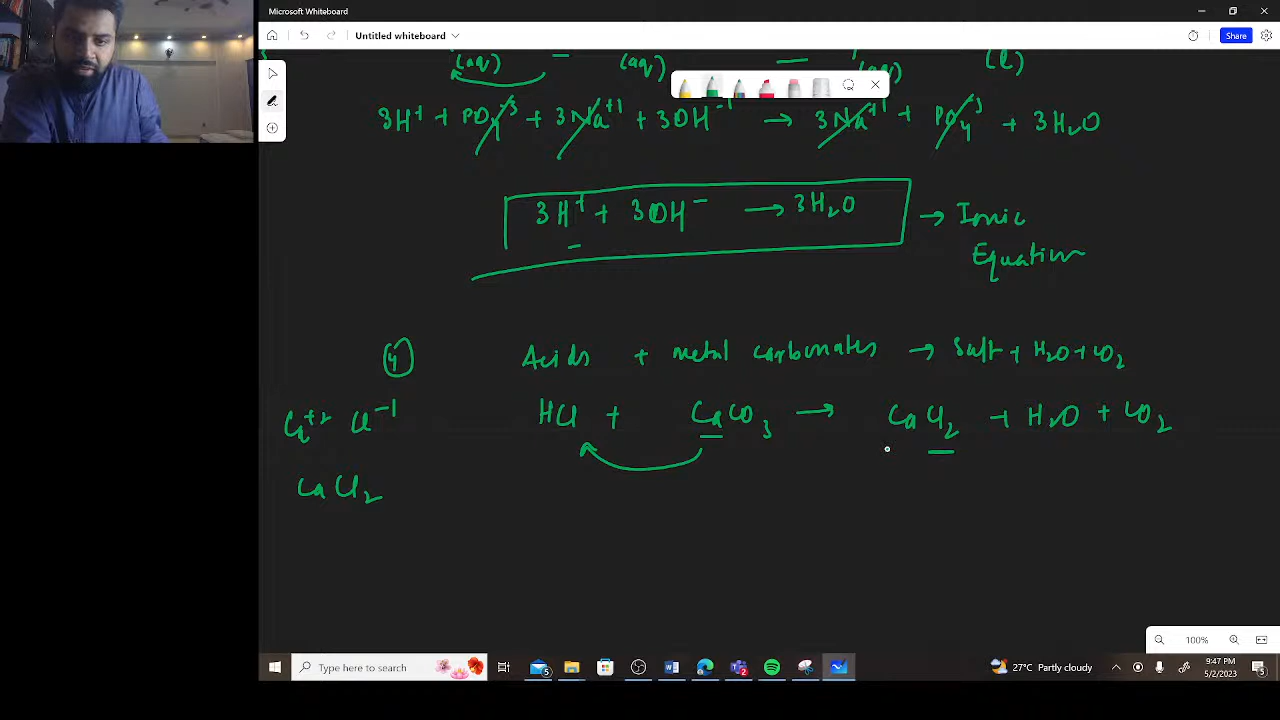 Microsoft Whiteboard
Untitled whiteboard
Share
(aq) (aq) (aq) (l)
3H⁺ + PO₄⁻³ + 3Na⁺¹ + 3OH⁻¹ → 3Na⁺¹ + PO₄⁻³ + 3H₂O
3H⁺ + 3OH⁻ → 3H₂O → Ionic
Equation
4 Acids + metal carbonates → Salt + H₂O + CO₂
Ca⁺² Cl⁻¹ HCl + CaCO₃ → CaCl₂ + H₂O + CO₂
CaCl₂
100%
Type here to search
27°C Partly cloudy
9:47 PM
5/2/2023